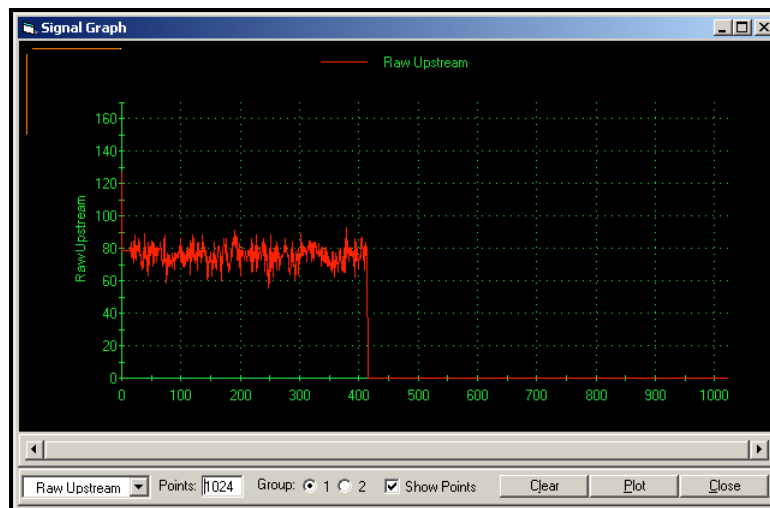 Signal Graph
Raw Upstream
160
140
120
100
80
60
40
20
0
Raw Upstream
0 100 200 300 400 500 600 700 800 900 1000
Raw Upstream Points: 1024 Group: 1 2 Show Points Clear Plot Close